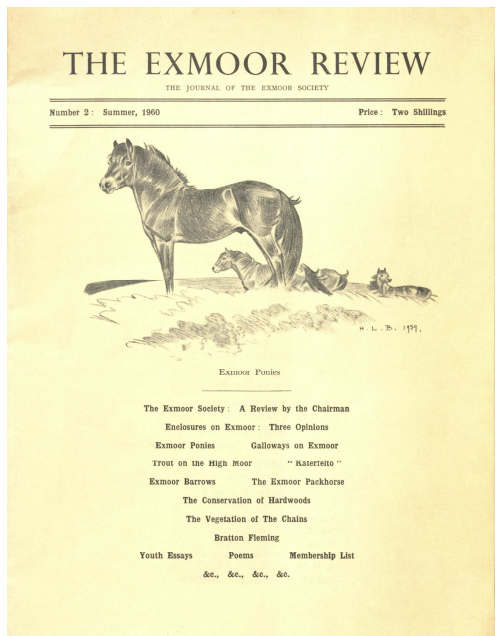 THE EXMOOR REVIEW
THE JOURNAL OF THE EXMOOR SOCIETY
Number 2 : Summer, 1960 Price : Two Shillings
H. L. B. 1959.
Exmoor Ponies
The Exmoor Society : A Review by the Chairman
Enclosures on Exmoor : Three Opinions
Exmoor Ponies Galloways on Exmoor
Trout on the High Moor " Katerfelto "
Exmoor Barrows The Exmoor Packhorse
The Conservation of Hardwoods
The Vegetation of The Chains
Bratton Fleming
Youth Essays Poems Membership List
&c., &c., &c., &c.